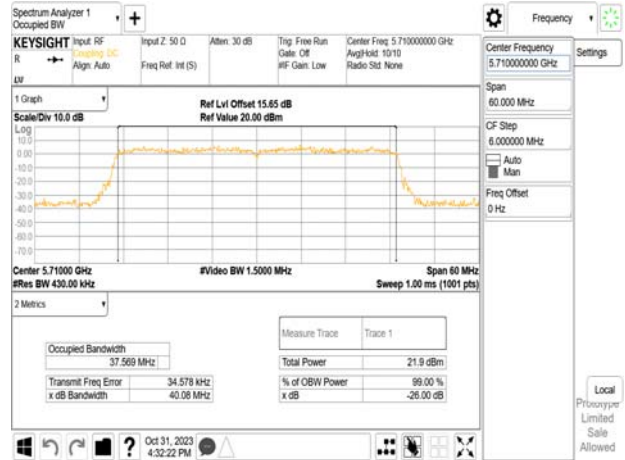 Spectrum Analyzer 1
Occupied BW
Frequency
KEYSIGHT
R
LVI
Input: RF
Coupling: DC
Align: Auto
Input Z: 50 Ω
Freq Ref: Int (S)
Atten: 30 dB
Trig: Free Run
Gate: Off
#IF Gain: Low
Center Freq: 5.710000000 GHz
Avg|Hold: 10/10
Radio Std: None
Center Frequency
5.710000000 GHz
Settings
Span
60.000 MHz
CF Step
6.000000 MHz
Auto
Man
Freq Offset
0 Hz
1 Graph
Scale/Div 10.0 dB
Ref Lvl Offset 15.65 dB
Ref Value 20.00 dBm
Log
10.0
0.00
-10.0
-20.0
-30.0
-40.0
-50.0
-60.0
-70.0
Center 5.71000 GHz
#Res BW 430.00 kHz
#Video BW 1.5000 MHz
Span 60 MHz
Sweep 1.00 ms (1001 pts)
2 Metrics
Measure Trace Trace 1
Occupied Bandwidth
37.569 MHz
Total Power 21.9 dBm
Transmit Freq Error 34.578 kHz
% of OBW Power 99.00 %
x dB Bandwidth 40.08 MHz
x dB -26.00 dB
Local
Prototype
Limited
Sale
Allowed
?
Oct 31, 2023
4:32:22 PM